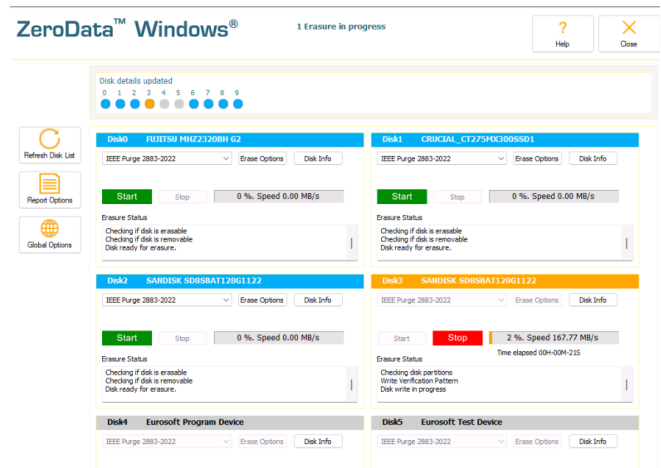 ZeroData™ Windows®
1 Erasure in progress
? Help
Close
Disk details updated
0 1 2 3 4 5 6 7 8 9
Refresh Disk List
Report Options
Global Options
Disk0 FUJITSU MHZ2320BH G2
IEEE Purge 2883-2022 Erase Options Disk Info
Start Stop 0 %. Speed 0.00 MB/s
Erasure Status
Checking if disk is erasable
Checking if disk is removable
Disk ready for erasure.
Disk1 CRUCIAL_CT275MX300SSD1
IEEE Purge 2883-2022 Erase Options Disk Info
Start Stop 0 %. Speed 0.00 MB/s
Erasure Status
Checking if disk is erasable
Checking if disk is removable
Disk ready for erasure.
Disk2 SANDISK SD8SBAT128G1122
IEEE Purge 2883-2022 Erase Options Disk Info
Start Stop 0 %. Speed 0.00 MB/s
Erasure Status
Checking if disk is erasable
Checking if disk is removable
Disk ready for erasure.
Disk3 SANDISK SD8SBAT128G1122
IEEE Purge 2883-2022 Erase Options Disk Info
Start Stop 2 %. Speed 167.77 MB/s
Time elapsed 00H-00M-21S
Erasure Status
Checking disk partitions
Write Verification Pattern
Disk write in progress
Disk4 Eurosoft Program Device
IEEE Purge 2883-2022 Erase Options Disk Info
Disk5 Eurosoft Test Device
IEEE Purge 2883-2022 Erase Options Disk Info